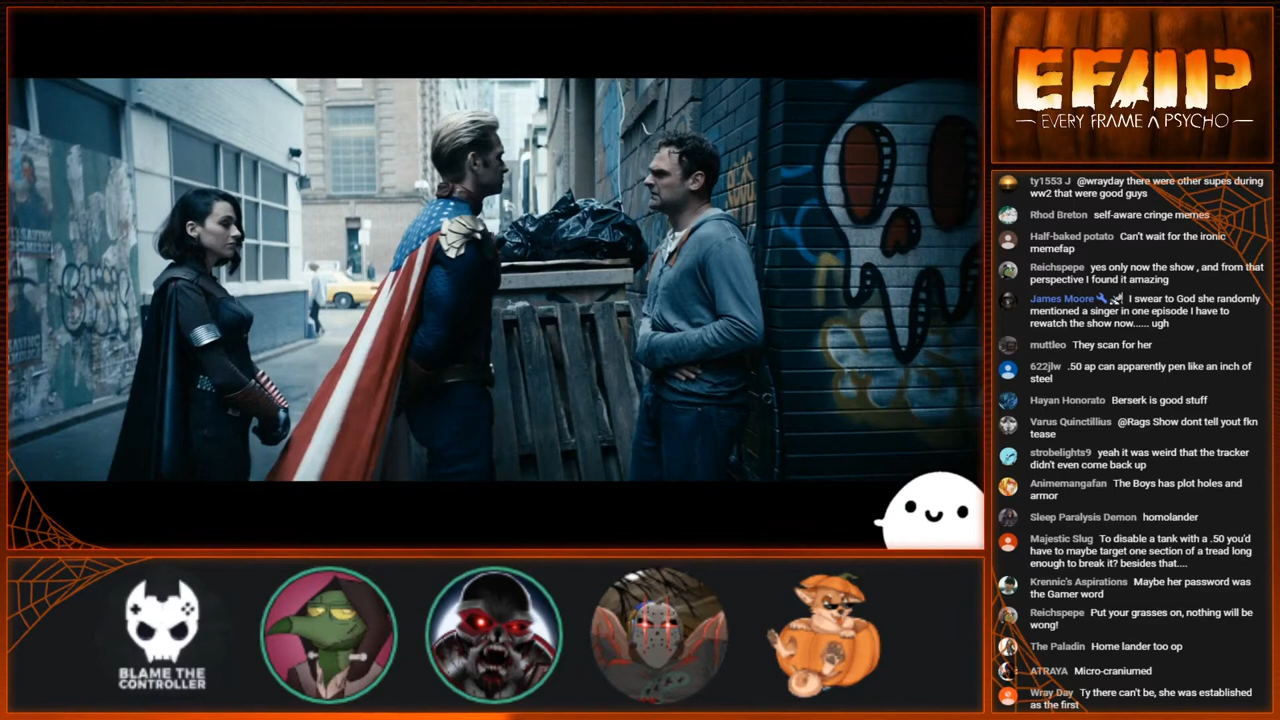 EFAP
EVERY FRAME A PSYCHO
ty1553 J @wrayday there were other supes during
ww2 that were good guys
Rhod Breton self-aware cringe memes
Half-baked potato Can't wait for the ironic
memefap
Reichspepe yes only now the show , and from that
perspective I found it amazing
James Moore I swear to God she randomly
mentioned a singer in one episode I have to
rewatch the show now...... ugh
muttleo They scan for her
622jlw .50 ap can apparently pen like an inch of
steel
Hayan Honorato Berserk is good stuff
Varus Quinctillius @Rags Show dont tell yout fkn
tease
strobelights9 yeah it was weird that the tracker
didn't even come back up
Animemangafan The Boys has plot holes and
armor
Sleep Paralysis Demon homolander
Majestic Slug To disable a tank with a .50 you'd
have to maybe target one section of a tread long
enough to break it? besides that....
Krennic's Aspirations Maybe her password was
the Gamer word
Reichspepe Put your grasses on, nothing will be
wong!
The Paladin Home lander too op
ATRAYA Micro-craniumed
Wray Day Ty there can't be, she was established
as the first
BLAME THE
CONTROLLER